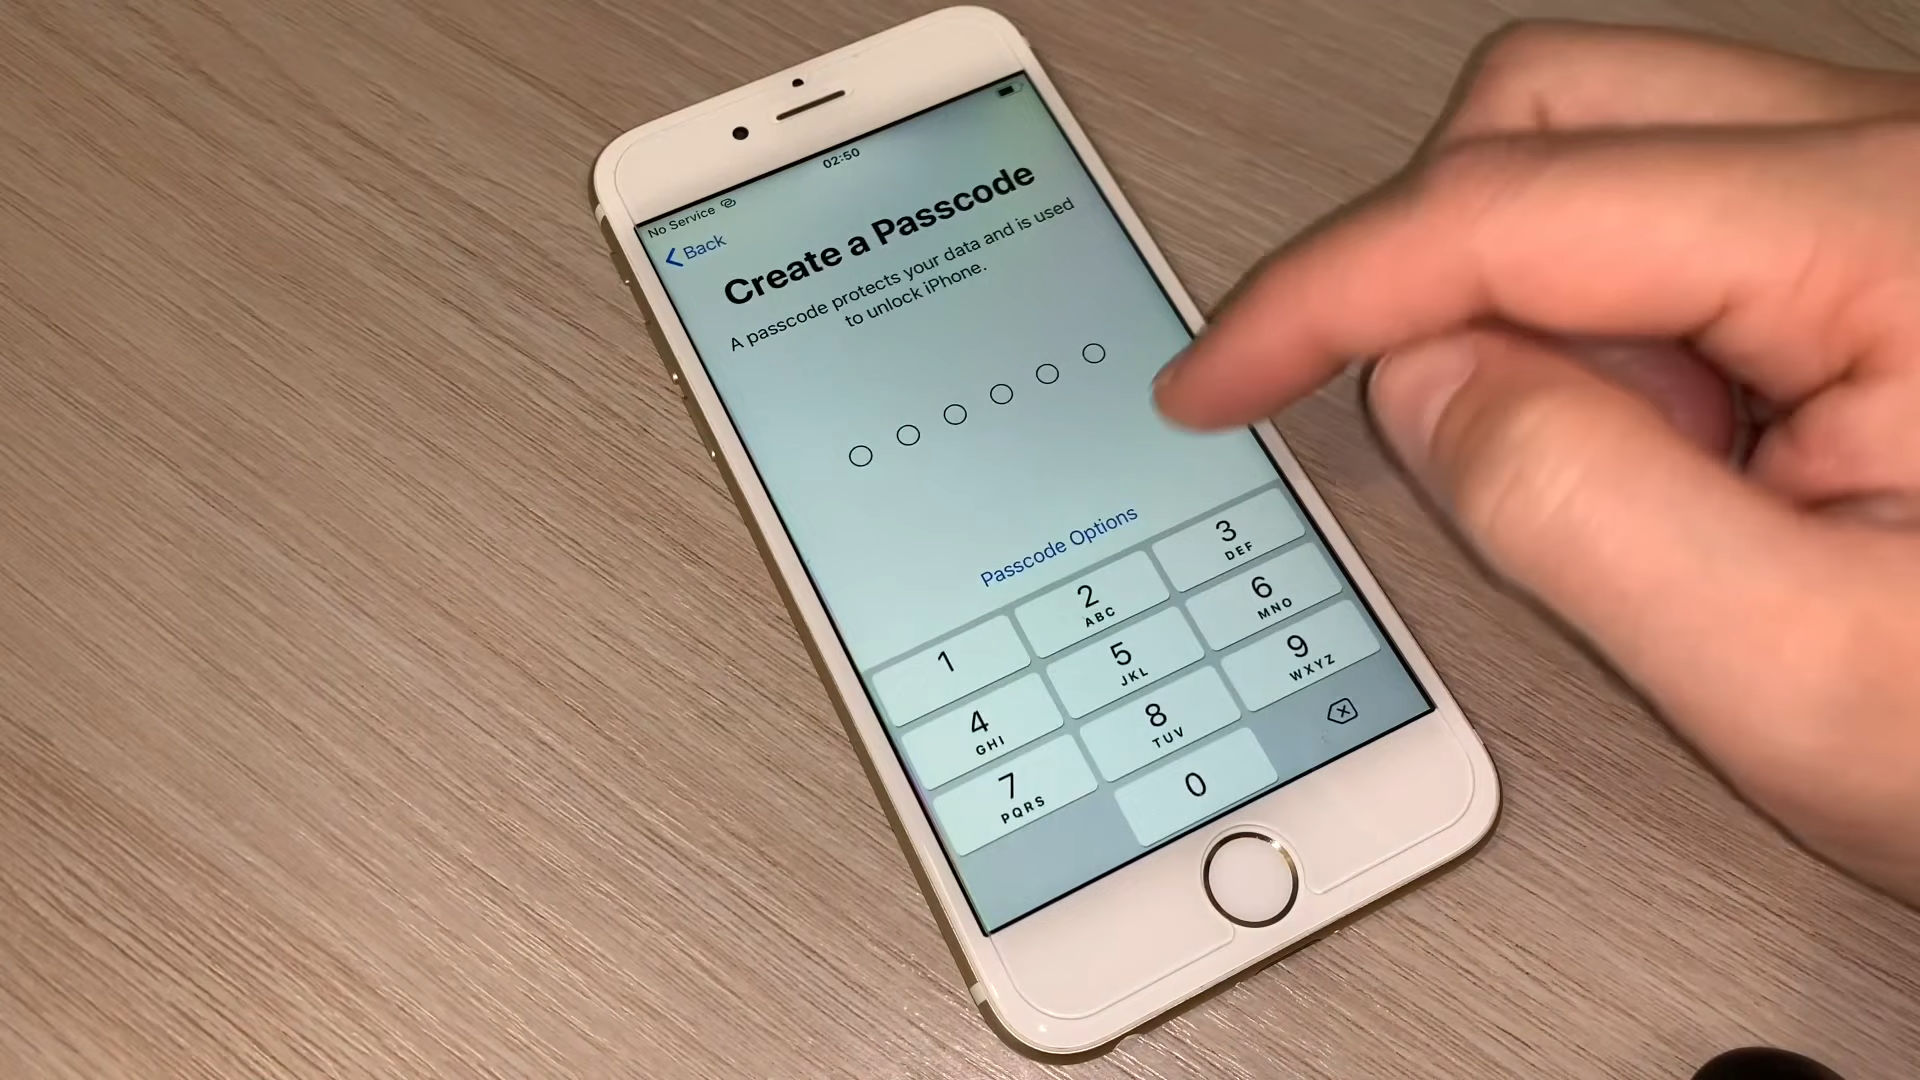 02:50
No Service
Back
Create a Passcode
A passcode protects your data and is used
to unlock iPhone.
Passcode Options
1
2
ABC
3
DEF
4
GHI
5
JKL
6
MNO
7
PQRS
8
TUV
9
WXYZ
0